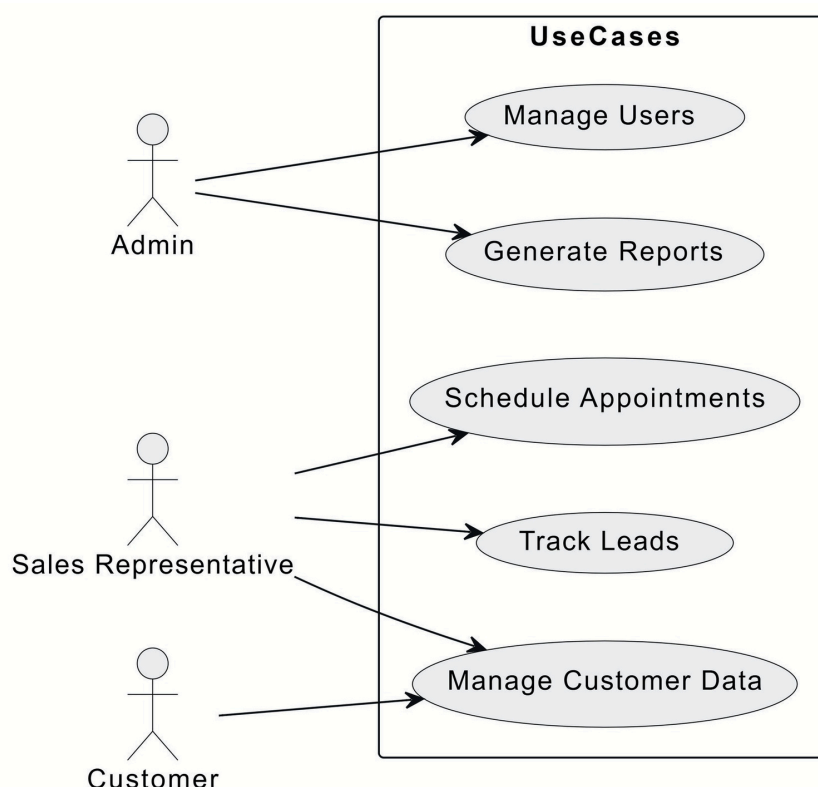 UseCases
Manage Users
Admin
Generate Reports
Schedule Appointments
Sales Representative
Track Leads
Manage Customer Data
Customer